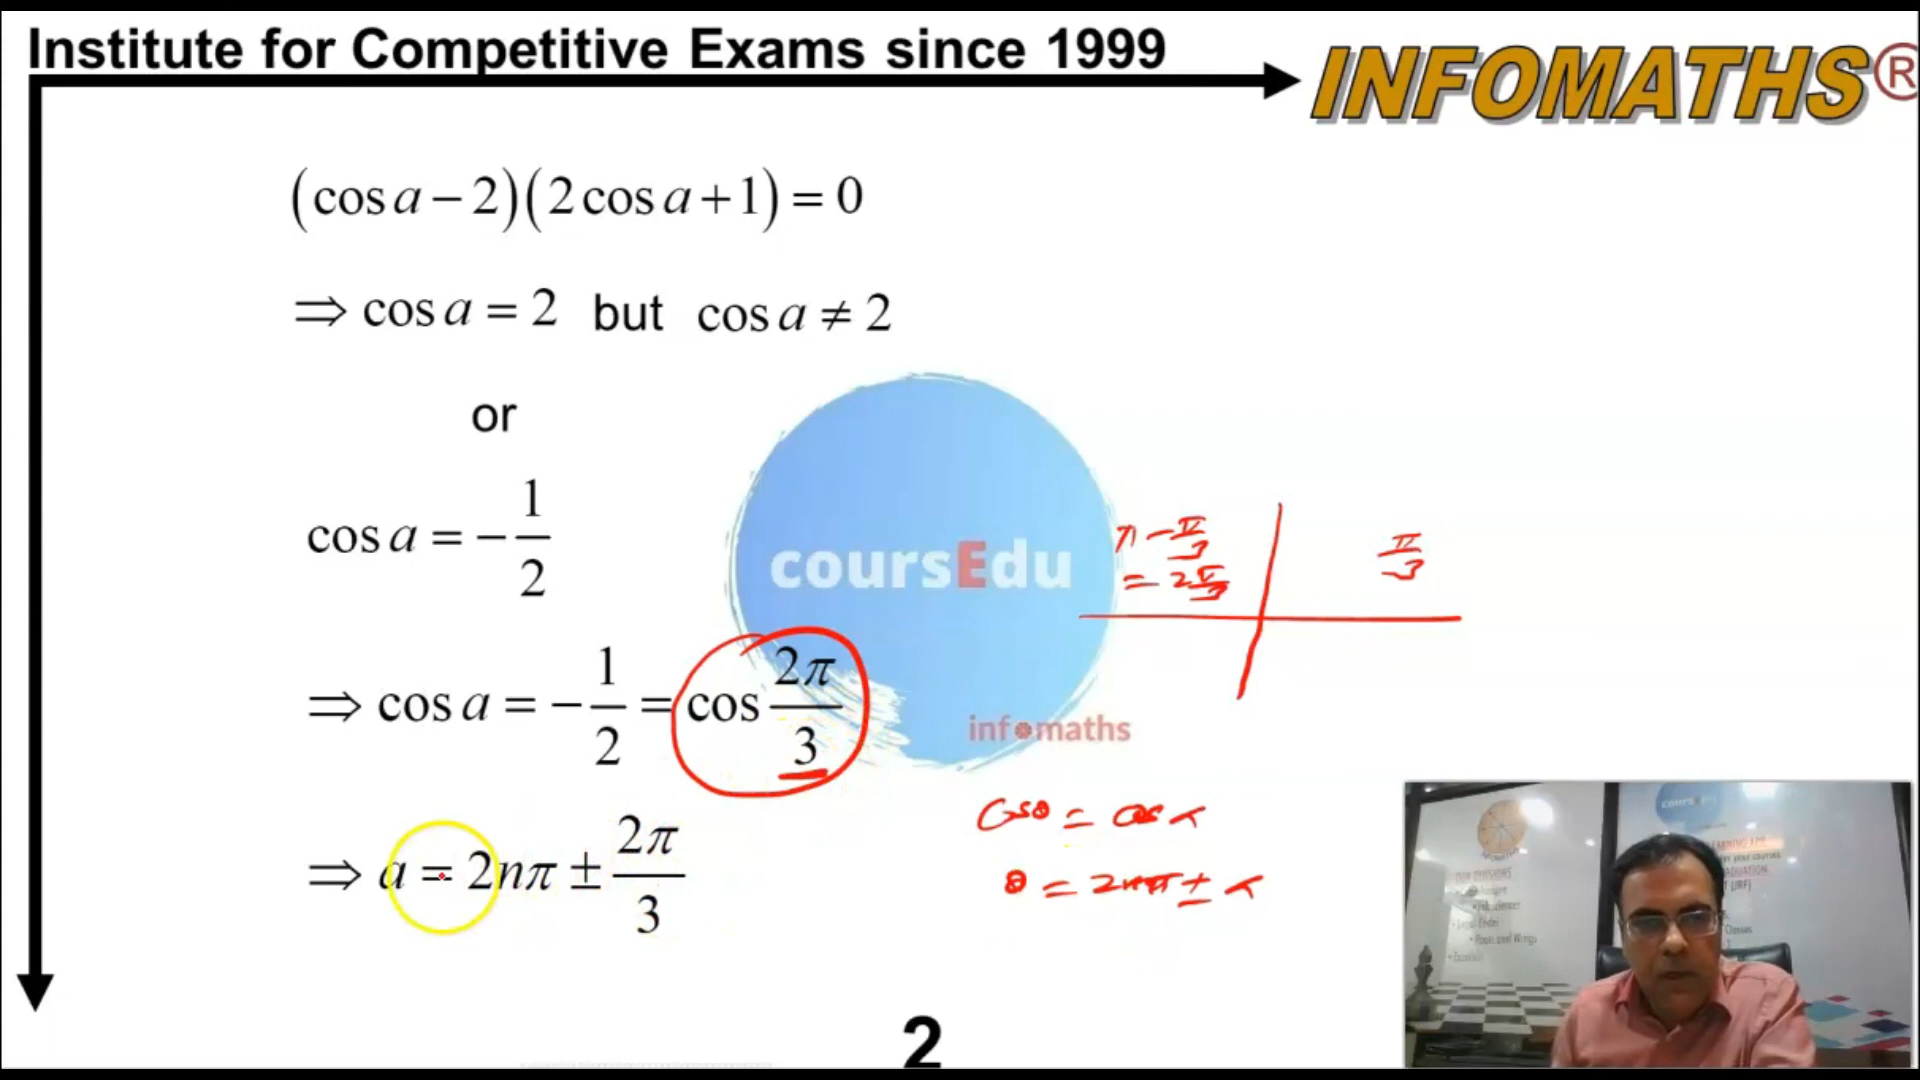 Institute for Competitive Exams since 1999
INFOMATHS®
(cos a − 2)(2 cos a + 1) = 0
⇒ cos a = 2 but cos a ≠ 2
or
cos a = −1/2
⇒ cos a = −1/2 = cos 2π/3
⇒ a = 2nπ ± 2π/3
coursEdu
infomaths
π − π/3
= 2π/3
π/3
cosθ = cos α
θ = 2nπ ± α
2